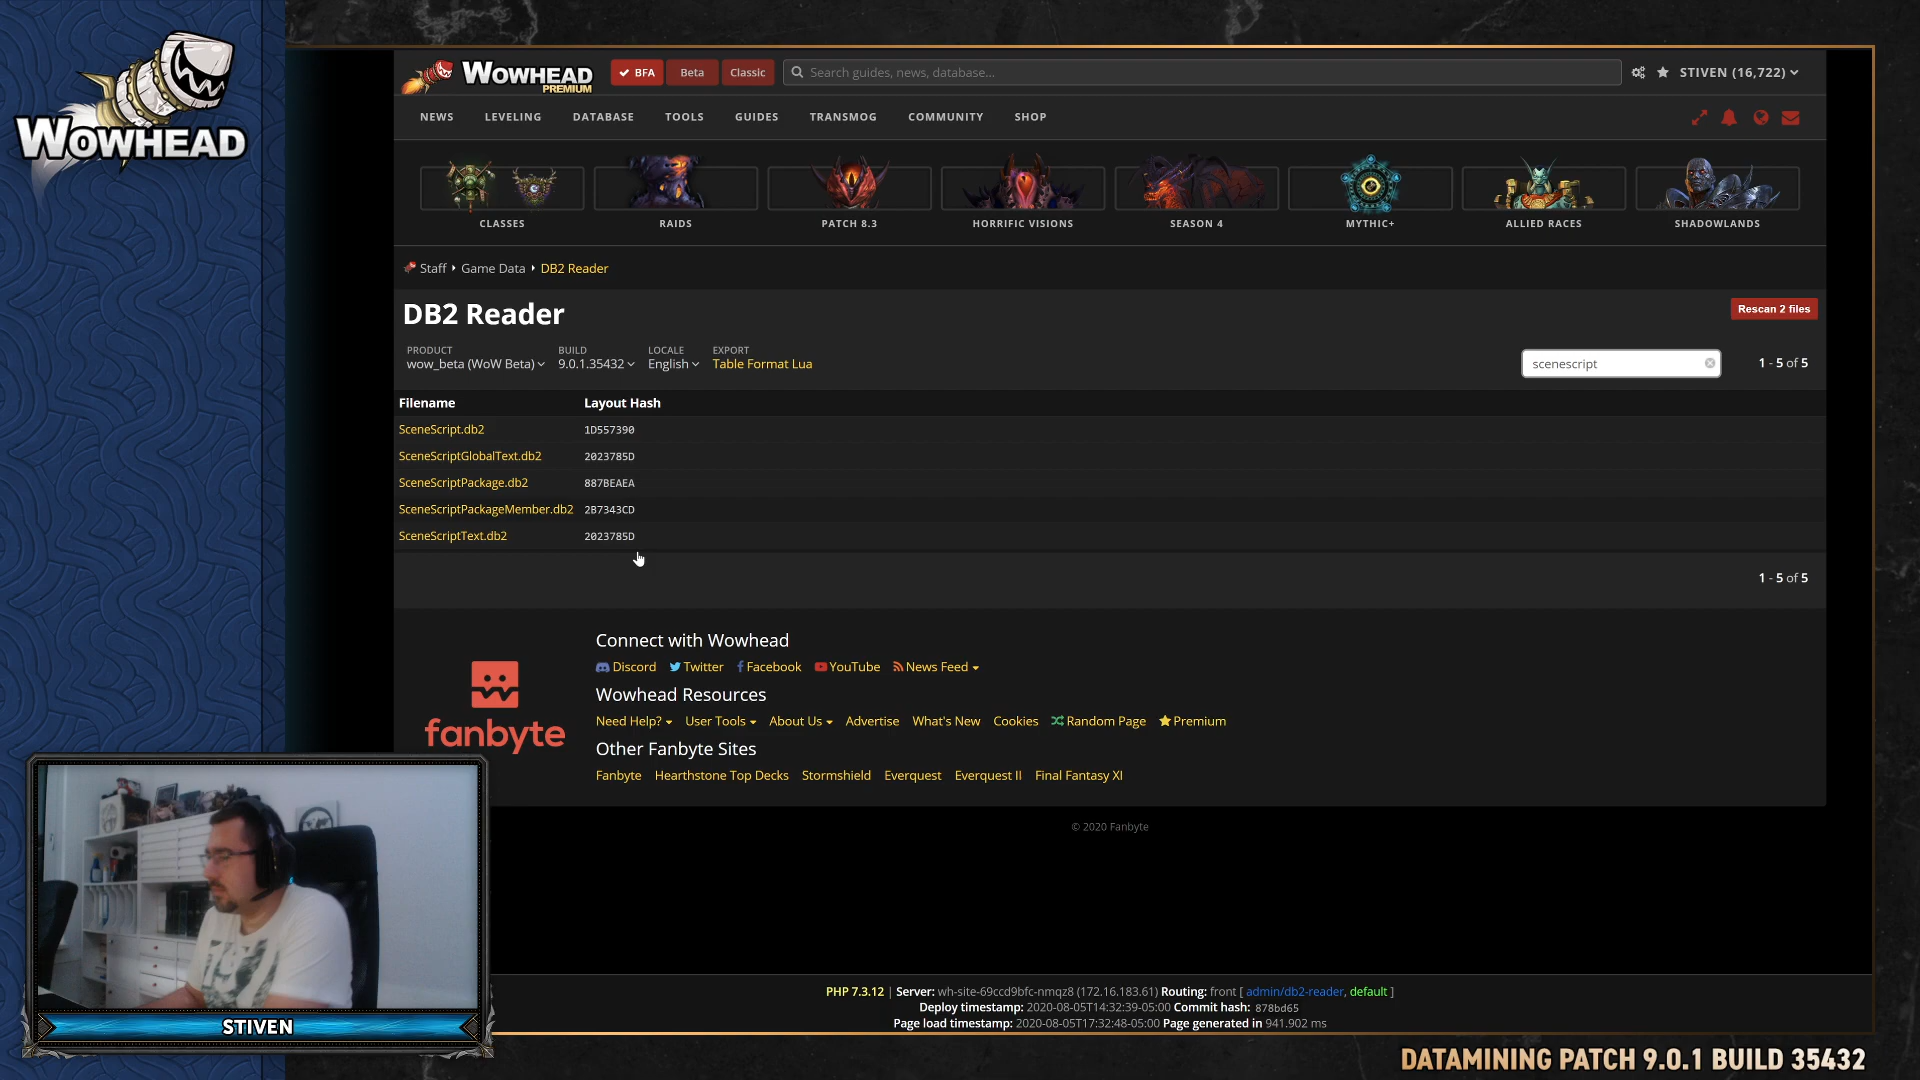 WOWHEAD
WOWHEAD
PREMIUM
BFA
Beta
Classic
Search guides, news, database...
STIVEN (16,722)
NEWS
LEVELING
DATABASE
TOOLS
GUIDES
TRANSMOG
COMMUNITY
SHOP
CLASSES
RAIDS
PATCH 8.3
HORRIFIC VISIONS
SEASON 4
MYTHIC+
ALLIED RACES
SHADOWLANDS
Staff
Game Data
DB2 Reader
DB2 Reader
Rescan 2 files
PRODUCT BUILD LOCALE EXPORT
wow_beta (WoW Beta) 9.0.1.35432 English Table Format Lua
scenescript
1 - 5 of 5
Filename Layout Hash
SceneScript.db2 1D557390
SceneScriptGlobalText.db2 2023785D
SceneScriptPackage.db2 887BEAEA
SceneScriptPackageMember.db2 2B7343CD
SceneScriptText.db2 2023785D
1 - 5 of 5
fanbyte
Connect with Wowhead
Discord Twitter Facebook YouTube News Feed
Wowhead Resources
Need Help? User Tools About Us Advertise What's New Cookies Random Page Premium
Other Fanbyte Sites
Fanbyte Hearthstone Top Decks Stormshield Everquest Everquest II Final Fantasy XI
© 2020 Fanbyte
PHP 7.3.12 | Server: wh-site-69ccd9bfc-nmqz8 (172.16.183.61) Routing: front [ admin/db2-reader, default ]
Deploy timestamp: 2020-08-05T14:32:39-05:00 Commit hash: 878bd65
Page load timestamp: 2020-08-05T17:32:48-05:00 Page generated in 941.902 ms
STIVEN
DATAMINING PATCH 9.0.1 BUILD 35432